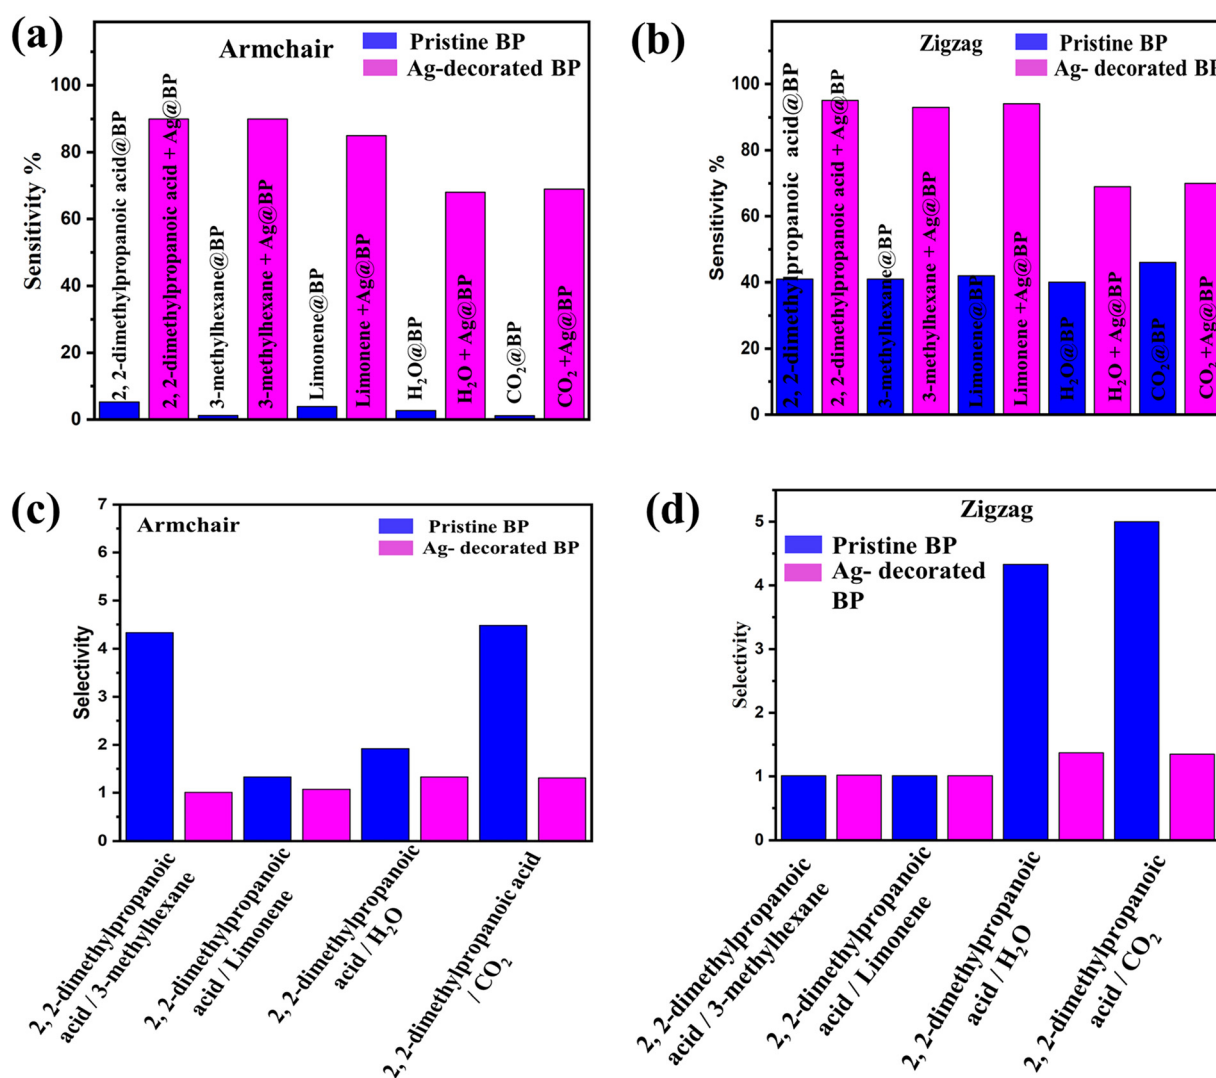 (a)
Armchair
Pristine BP
Ag-decorated BP
Sensitivity %
100
80
60
40
20
0
2, 2-dimethylpropanoic acid@BP
2, 2-dimethylpropanoic acid + Ag@BP
3-methylhexane@BP
3-methylhexane + Ag@BP
Limonene@BP
Limonene +Ag@BP
H₂O@BP
H₂O + Ag@BP
CO₂@BP
CO₂ +Ag@BP
(b)
Zigzag
Pristine BP
Ag- decorated BP
Sensitivity %
100
80
60
40
20
0
2, 2-dimethylpropanoic acid@BP
2, 2-dimethylpropanoic acid + Ag@BP
3-methylhexane@BP
3-methylhexane + Ag@BP
Limonene@BP
Limonene +Ag@BP
H₂O@BP
H₂O + Ag@BP
CO₂@BP
CO₂ +Ag@BP
(c)
Armchair
Pristine BP
Ag- decorated BP
Selectivity
7
6
5
4
3
2
1
0
2, 2-dimethylpropanoic
acid / 3-methylhexane
2, 2-dimethylpropanoic
acid / Limonene
2, 2-dimethylpropanoic
acid / H₂O
2, 2-dimethylpropanoic acid
/ CO₂
(d)
Zigzag
Pristine BP
Ag- decorated
BP
Selectivity
5
4
3
2
1
0
2, 2-dimethylpropanoic
acid / 3-methylhexane
2, 2-dimethylpropanoic
acid / Limonene
2, 2-dimethylpropanoic
acid / H₂O
2, 2-dimethylpropanoic
acid / CO₂